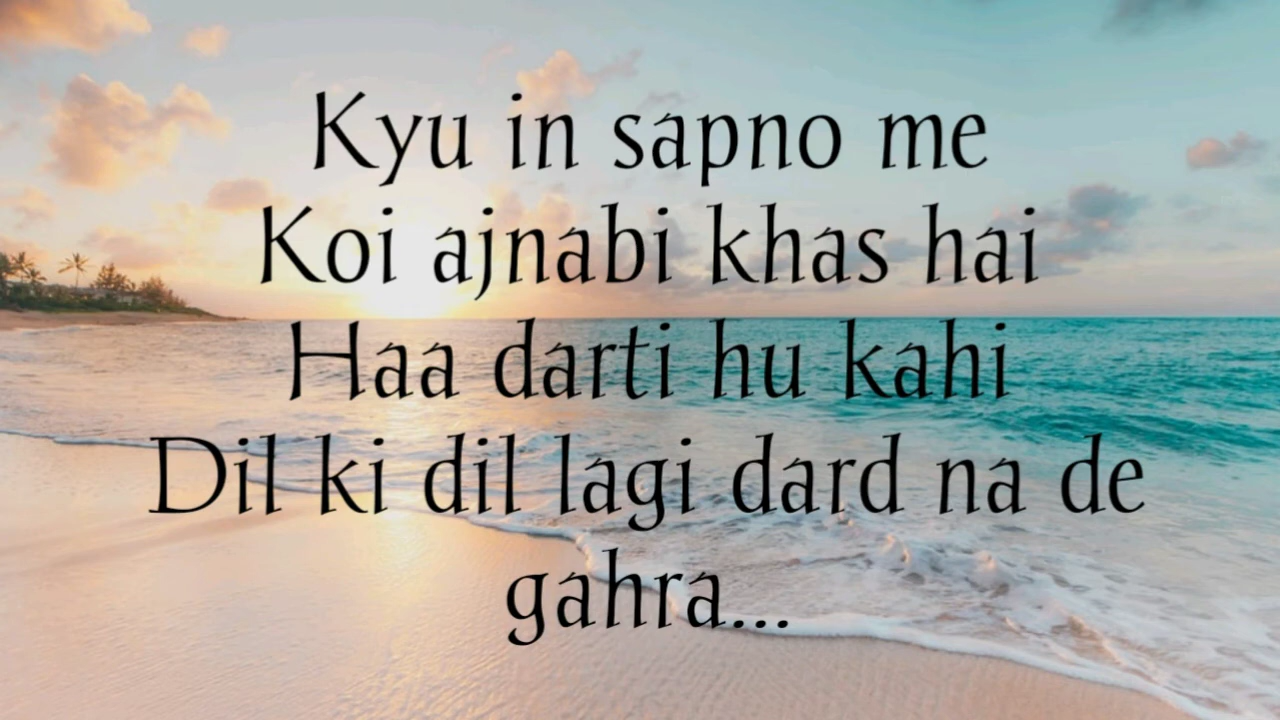 Kyu in sapno me
Koi ajnabi khas hai
Haa darti hu kahi
Dil ki dil lagi dard na de
gahra...